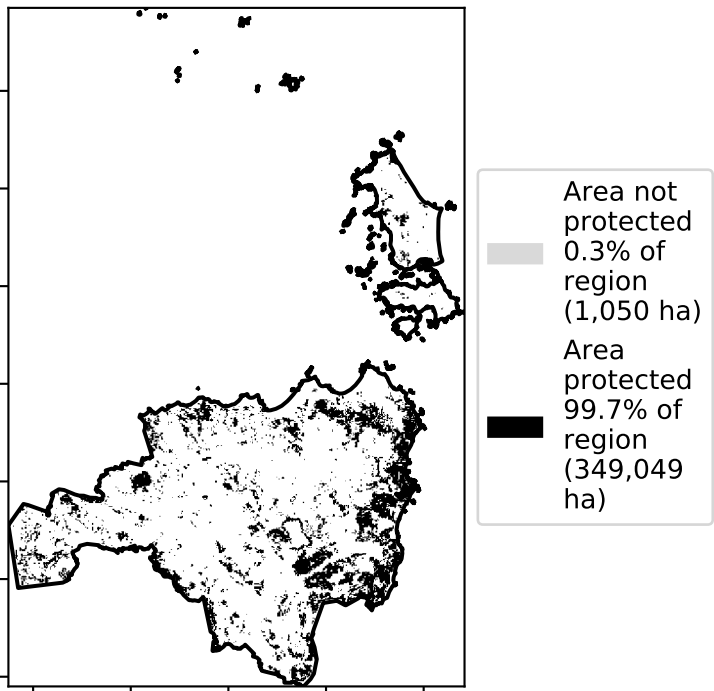 Area not
protected
0.3% of
region
(1,050 ha)
Area
protected
99.7% of
region
(349,049
ha)